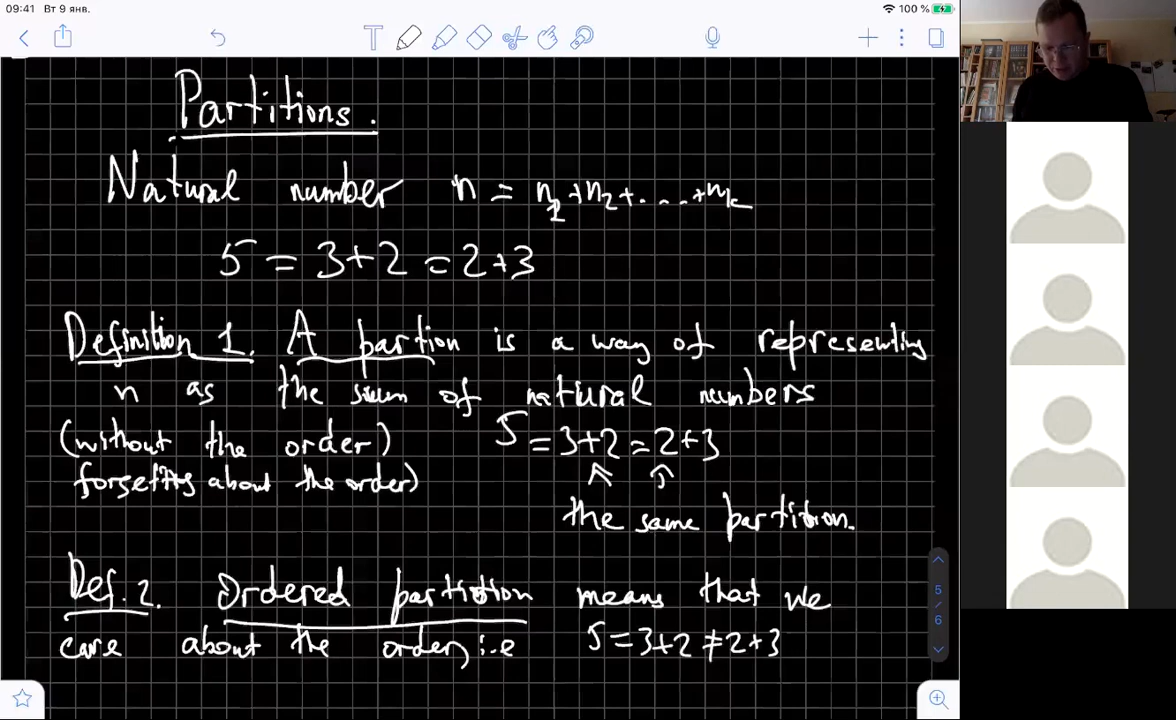 09:41 Вт 9 янв. 100 %
Partitions.
Natural number n = n₁+n₂+....+nₖ
5 = 3+2 = 2+3
Definition 1. A partion is a way of representing
n as the sum of natural numbers
(without the order) 5 = 3+2 = 2+3
forgetting about the order)
the same partition.
Def. 2. Ordered partition means that we
care about the order, i.e 5 = 3+2 ≠ 2+3
5
/
6